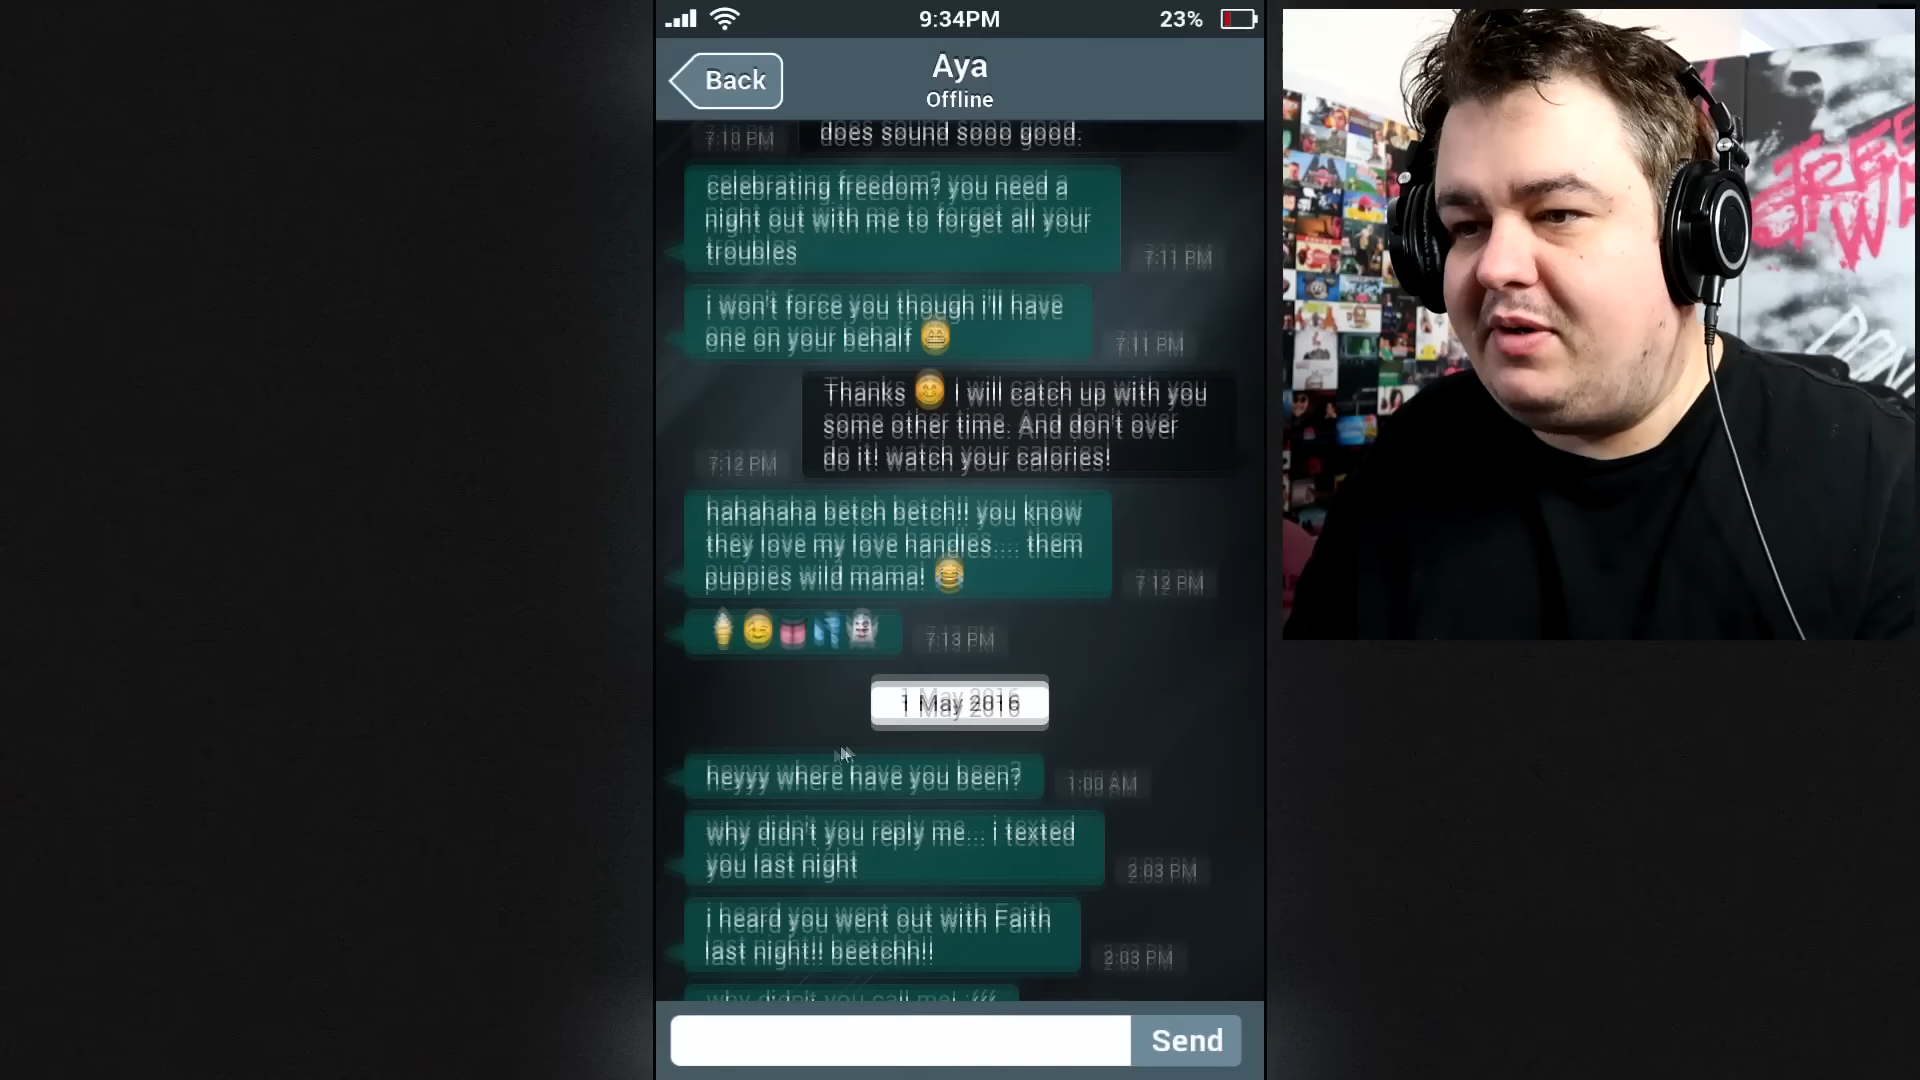 9:34PM
23%
Back
Aya
Offline
7:10 PM
does sound sooo good.
celebrating freedom? you need a
night out with me to forget all your
troubles
7:11 PM
i won't force you though i'll have
one on your behalf 😁
7:11 PM
Thanks 😊 I will catch up with you
some other time. And don't over
do it! watch your calories!
7:12 PM
hahahaha betch betch!! you know
they love my love handles.... them
puppies wild mama! 😂
7:12 PM
7:13 PM
1 May 2016
heyyy where have you been?
1:00 AM
why didn't you reply me... i texted
you last night
2:03 PM
i heard you went out with Faith
last night!! beetchh!!
2:03 PM
why didn't you call me! :(((
Send